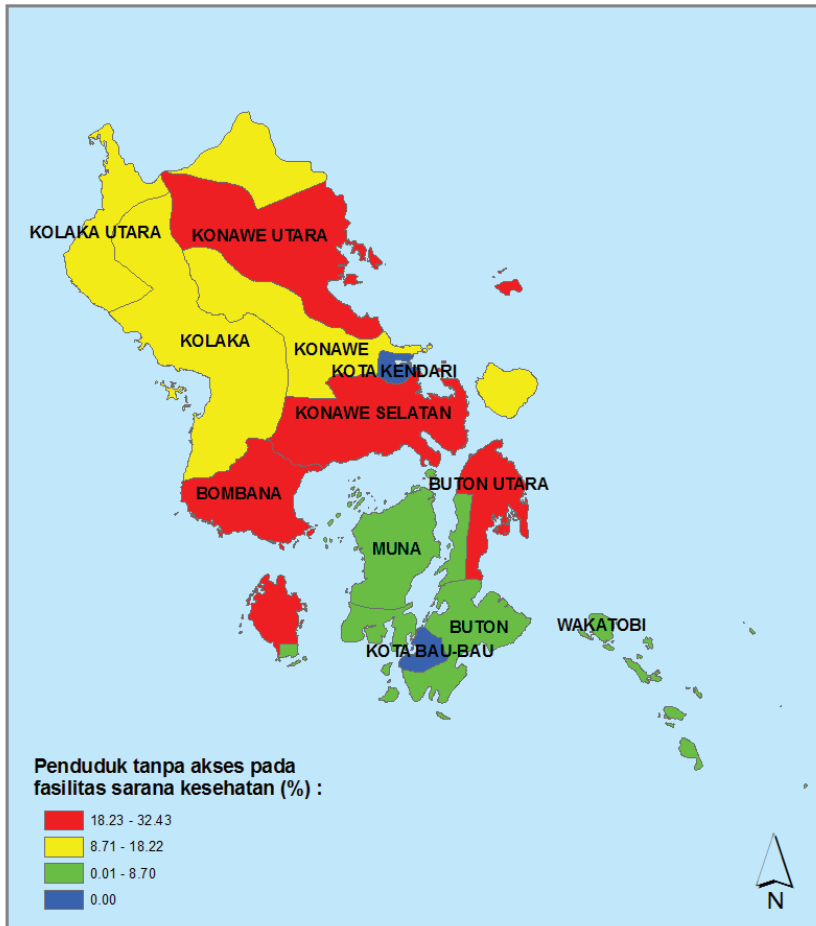 KOLAKA UTARA
KONAWE UTARA
KOLAKA
KONAWE
KOTA KENDARI
KONAWE SELATAN
BOMBANA
BUTON UTARA
MUNA
BUTON
WAKATOBI
KOTA BAU-BAU
Penduduk tanpa akses pada
fasilitas sarana kesehatan (%) :
18.23 - 32.43
8.71 - 18.22
0.01 - 8.70
0.00
N